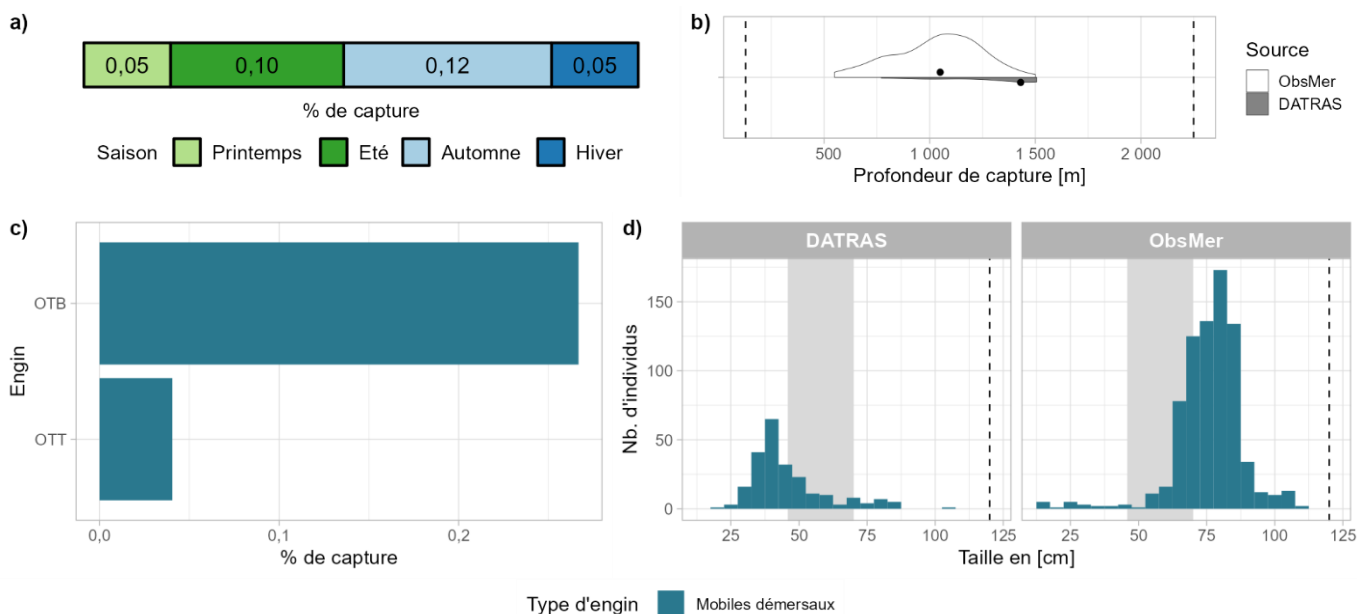 a)
0,05 0,10 0,12 0,05
% de capture
Saison Printemps Eté Automne Hiver
b)
500 1 000 1 500 2 000
Profondeur de capture [m]
Source
ObsMer
DATRAS
c)
Engin
OTB
OTT
0,0 0,1 0,2
% de capture
d)
DATRAS ObsMer
Nb. d'individus
150
100
50
0
25 50 75 100 125 25 50 75 100 125
Taille en [cm]
Type d'engin Mobiles démersaux